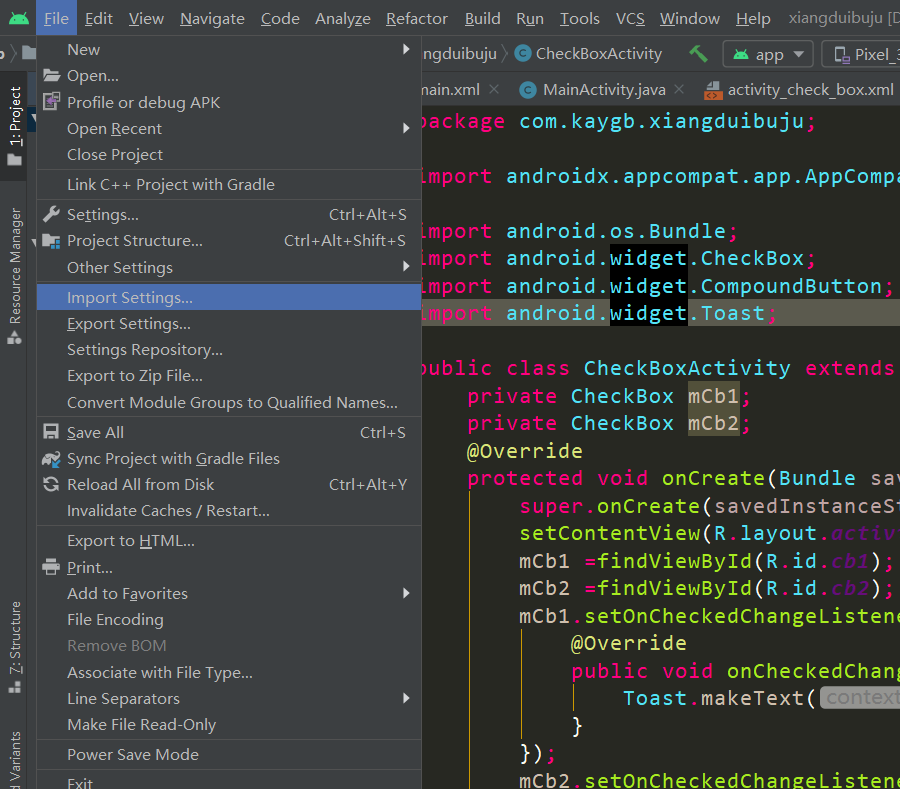 File Edit View Navigate Code Analyze Refactor Build Run Tools VCS Window Help xiangduibuju [D
ngduibuju CheckBoxActivity app Pixel_3
main.xml MainActivity.java activity_check_box.xml
1: Project
Resource Manager
7: Structure
d Variants
New
Open...
Profile or debug APK
Open Recent
Close Project
Link C++ Project with Gradle
Settings... Ctrl+Alt+S
Project Structure... Ctrl+Alt+Shift+S
Other Settings
Import Settings...
Export Settings...
Settings Repository...
Export to Zip File...
Convert Module Groups to Qualified Names...
Save All Ctrl+S
Sync Project with Gradle Files
Reload All from Disk Ctrl+Alt+Y
Invalidate Caches / Restart...
Export to HTML...
Print...
Add to Favorites
File Encoding
Remove BOM
Associate with File Type...
Line Separators
Make File Read-Only
Power Save Mode
Exit
package com.kaygb.xiangduibuju;
import androidx.appcompat.app.AppCompa
import android.os.Bundle;
import android.widget.CheckBox;
import android.widget.CompoundButton;
import android.widget.Toast;
public class CheckBoxActivity extends
private CheckBox mCb1;
private CheckBox mCb2;
@Override
protected void onCreate(Bundle sav
super.onCreate(savedInstanceSt
setContentView(R.layout.activ
mCb1 =findViewById(R.id.cb1);
mCb2 =findViewById(R.id.cb2);
mCb1.setOnCheckedChangeListene
@Override
public void onCheckedChang
Toast.makeText( context
}
});
mCb2.setOnCheckedChangeListene